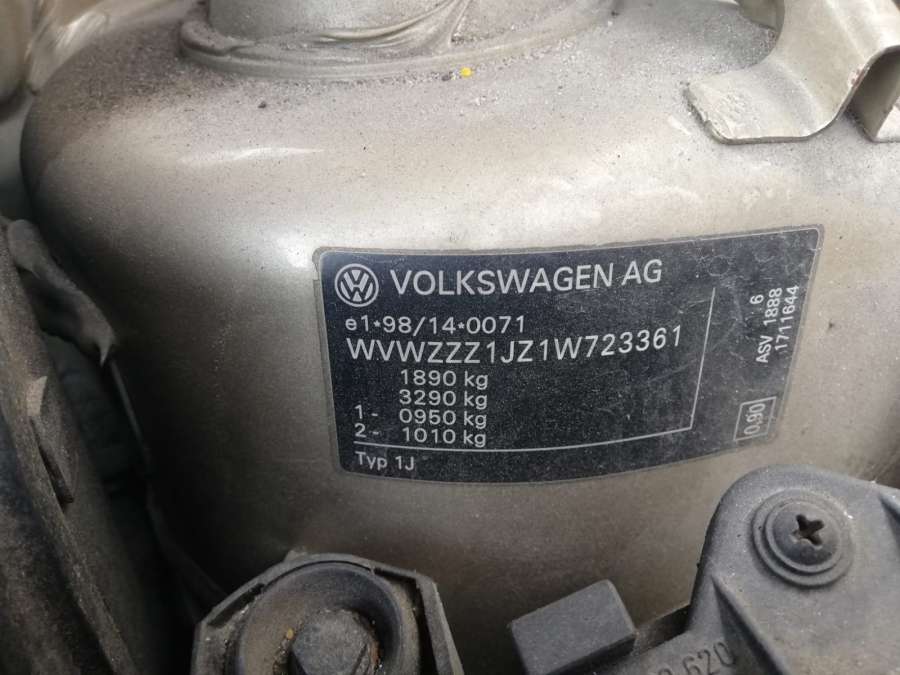 VOLKSWAGEN AG
e1*98/14*0071
WVWZZZ1JZ1W723361
1890 kg
3290 kg
1- 0950 kg
2- 1010 kg
Typ 1J
6
ASV 1888
1711644
0,90
620